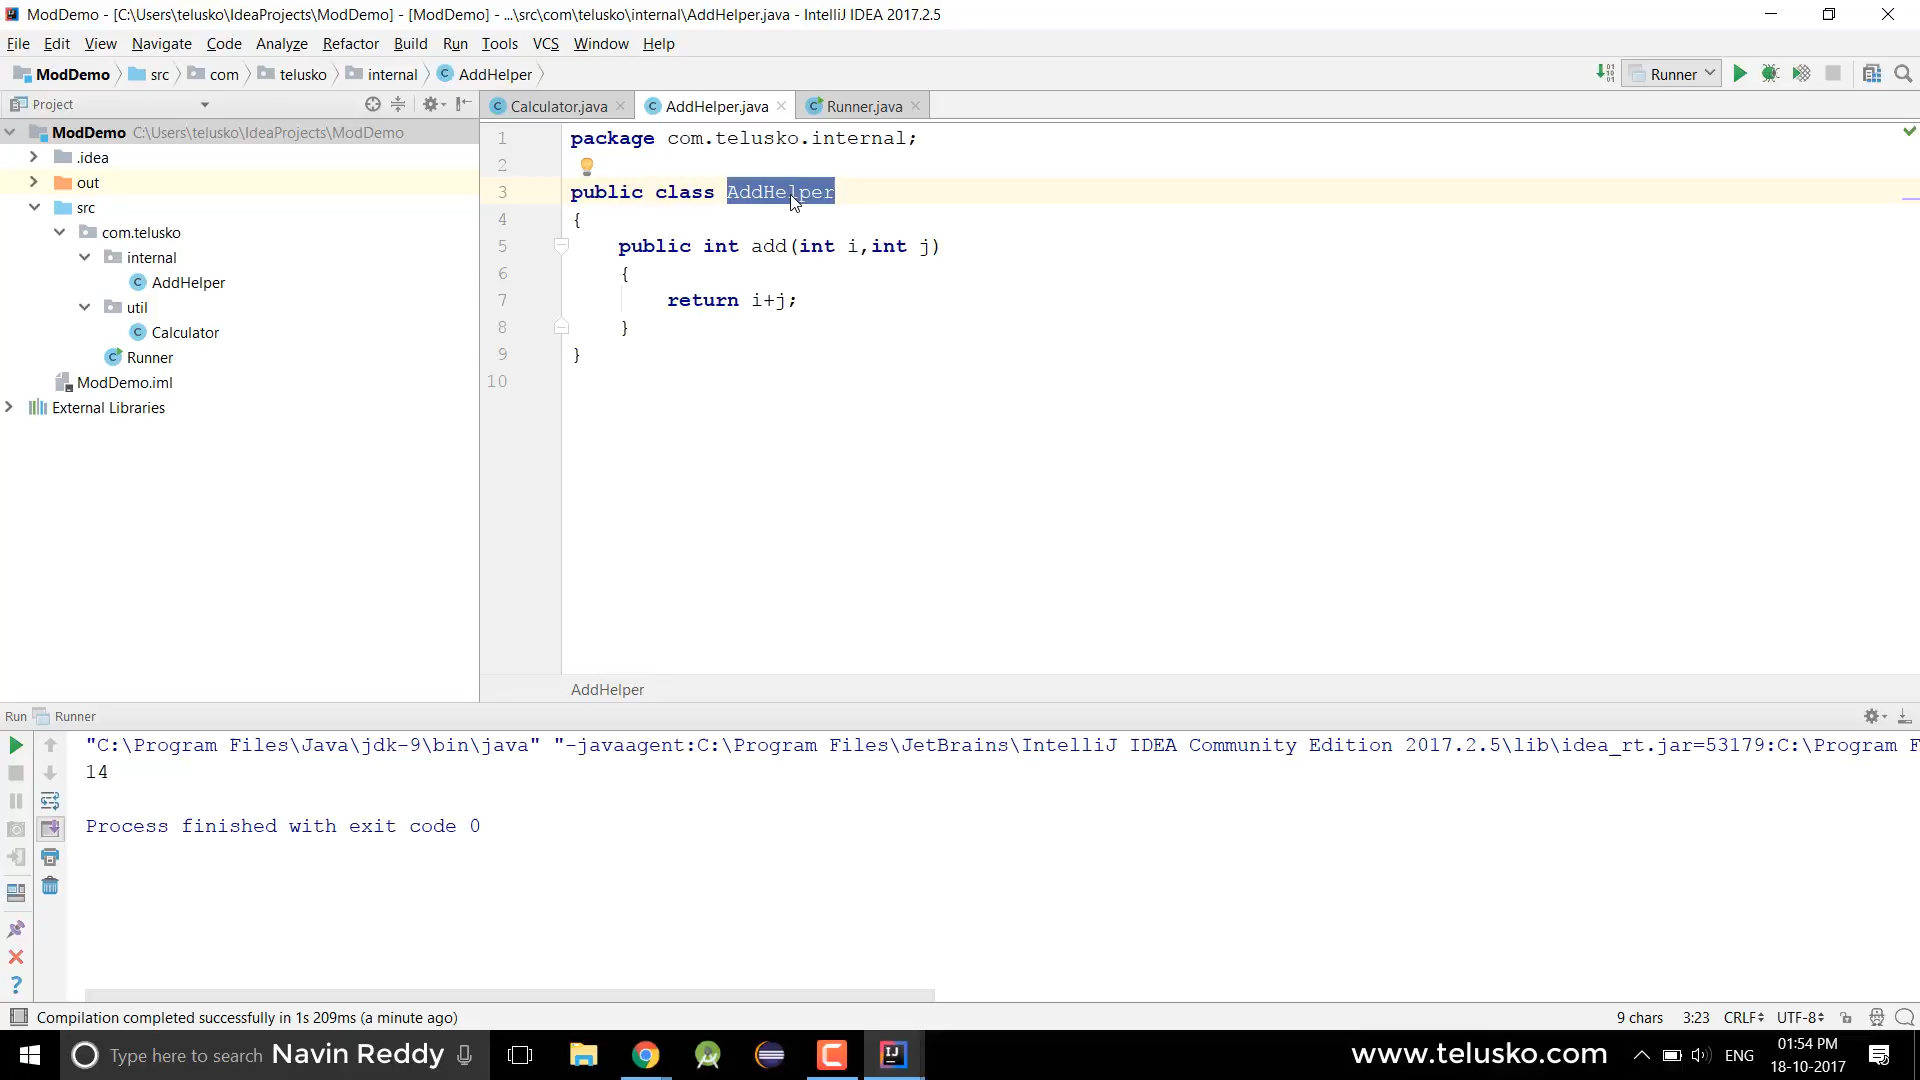 ModDemo - [C:\Users\telusko\IdeaProjects\ModDemo] - [ModDemo] - ...\src\com\telusko\internal\AddHelper.java - IntelliJ IDEA 2017.2.5
File Edit View Navigate Code Analyze Refactor Build Run Tools VCS Window Help
ModDemo src com telusko internal AddHelper Runner
Project
Calculator.java AddHelper.java Runner.java
ModDemo C:\Users\telusko\IdeaProjects\ModDemo
.idea
out
src
com.telusko
internal
AddHelper
util
Calculator
Runner
ModDemo.iml
External Libraries
1 package com.telusko.internal;
2
3 public class AddHelper
4 {
5 public int add(int i,int j)
6 {
7 return i+j;
8 }
9 }
10
AddHelper
Run Runner
"C:\Program Files\Java\jdk-9\bin\java" "-javaagent:C:\Program Files\JetBrains\IntelliJ IDEA Community Edition 2017.2.5\lib\idea_rt.jar=53179:C:\Program F
14
Process finished with exit code 0
Compilation completed successfully in 1s 209ms (a minute ago) 9 chars 3:23 CRLF UTF-8
Type here to search Navin Reddy www.telusko.com ENG 01:54 PM
18-10-2017